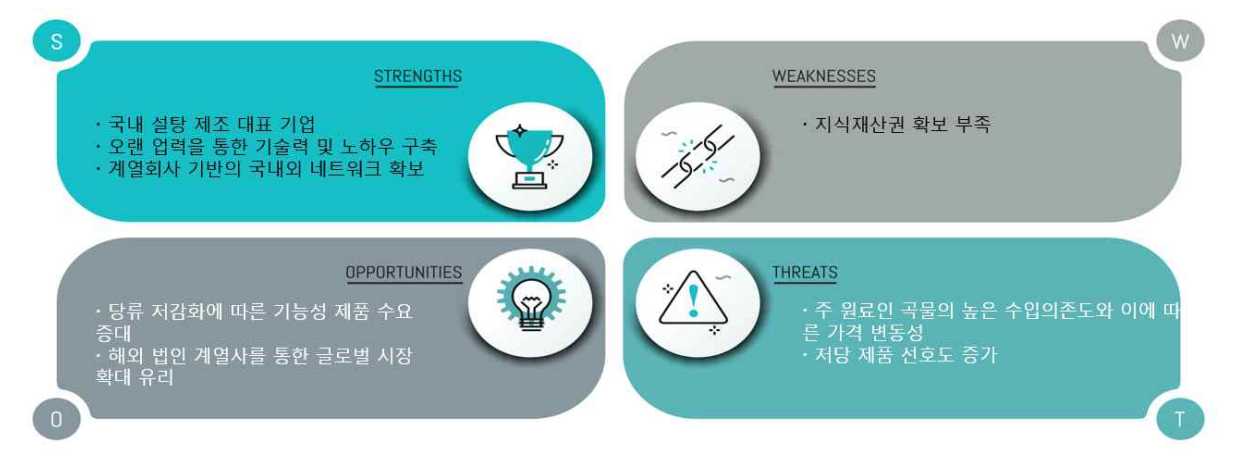 S
STRENGTHS
· 국내 설탕 제조 대표 기업
· 오랜 업력을 통한 기술력 및 노하우 구축
· 계열회사 기반의 국내외 네트워크 확보
W
WEAKNESSES
· 지식재산권 확보 부족
OPPORTUNITIES
· 당류 저감화에 따른 기능성 제품 수요
증대
· 해외 법인 계열사를 통한 글로벌 시장
확대 유리
O
THREATS
· 주 원료인 곡물의 높은 수입의존도와 이에 따
른 가격 변동성
· 저당 제품 선호도 증가
T